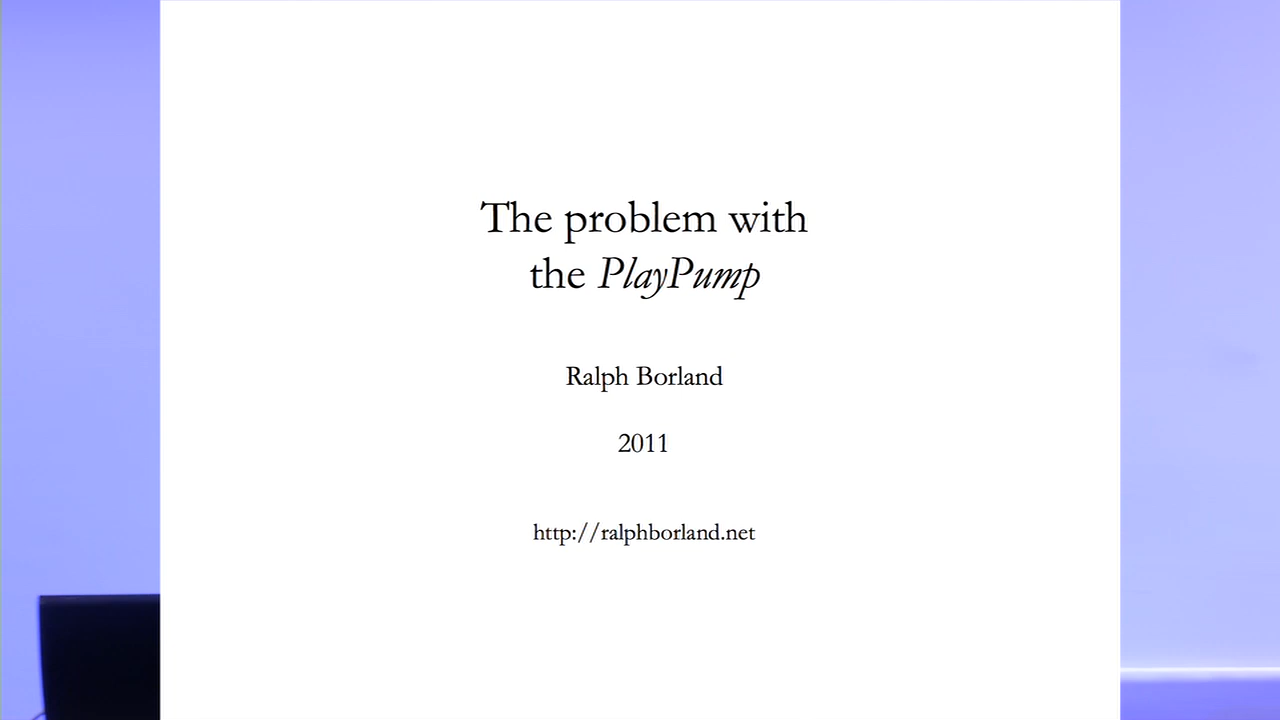 The problem with
the PlayPump
Ralph Borland
2011
http://ralphborland.net